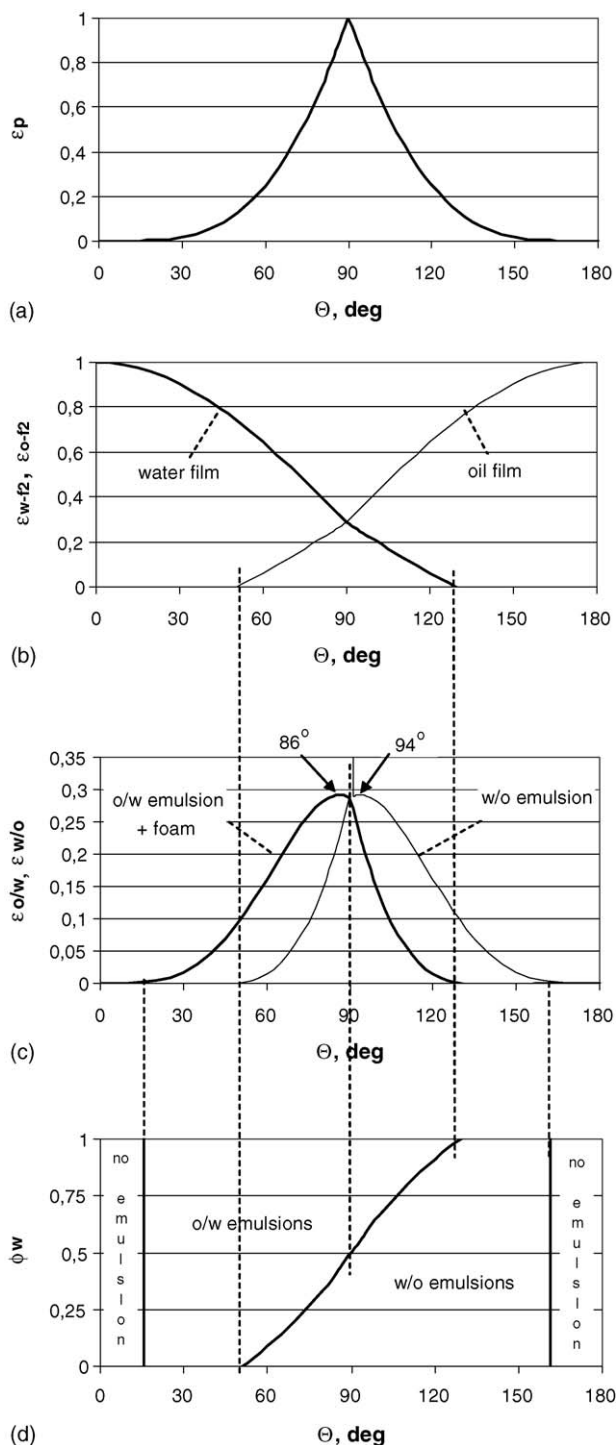 1
0,8
0,6
0,4
0,2
0
εp
0 30 60 90 120 150 180
Θ, deg
(a)
1
0,8
0,6
0,4
0,2
0
εw-f2, εo-f2
water film
oil film
0 30 60 90 120 150 180
Θ, deg
(b)
86°
94°
0,35
0,3
0,25
0,2
0,15
0,1
0,05
0
ε o/w, ε w/o
o/w emulsion
+ foam
w/o emulsion
0 30 60 90 120 150 180
Θ, deg
(c)
1
0,75
0,5
0,25
0
ϕw
no
e
m
u
l
s
I
o
n
o/w emulsions
w/o emulsions
no
e
m
u
l
s
I
o
n
0 30 60 90 120 150 180
Θ, deg
(d)